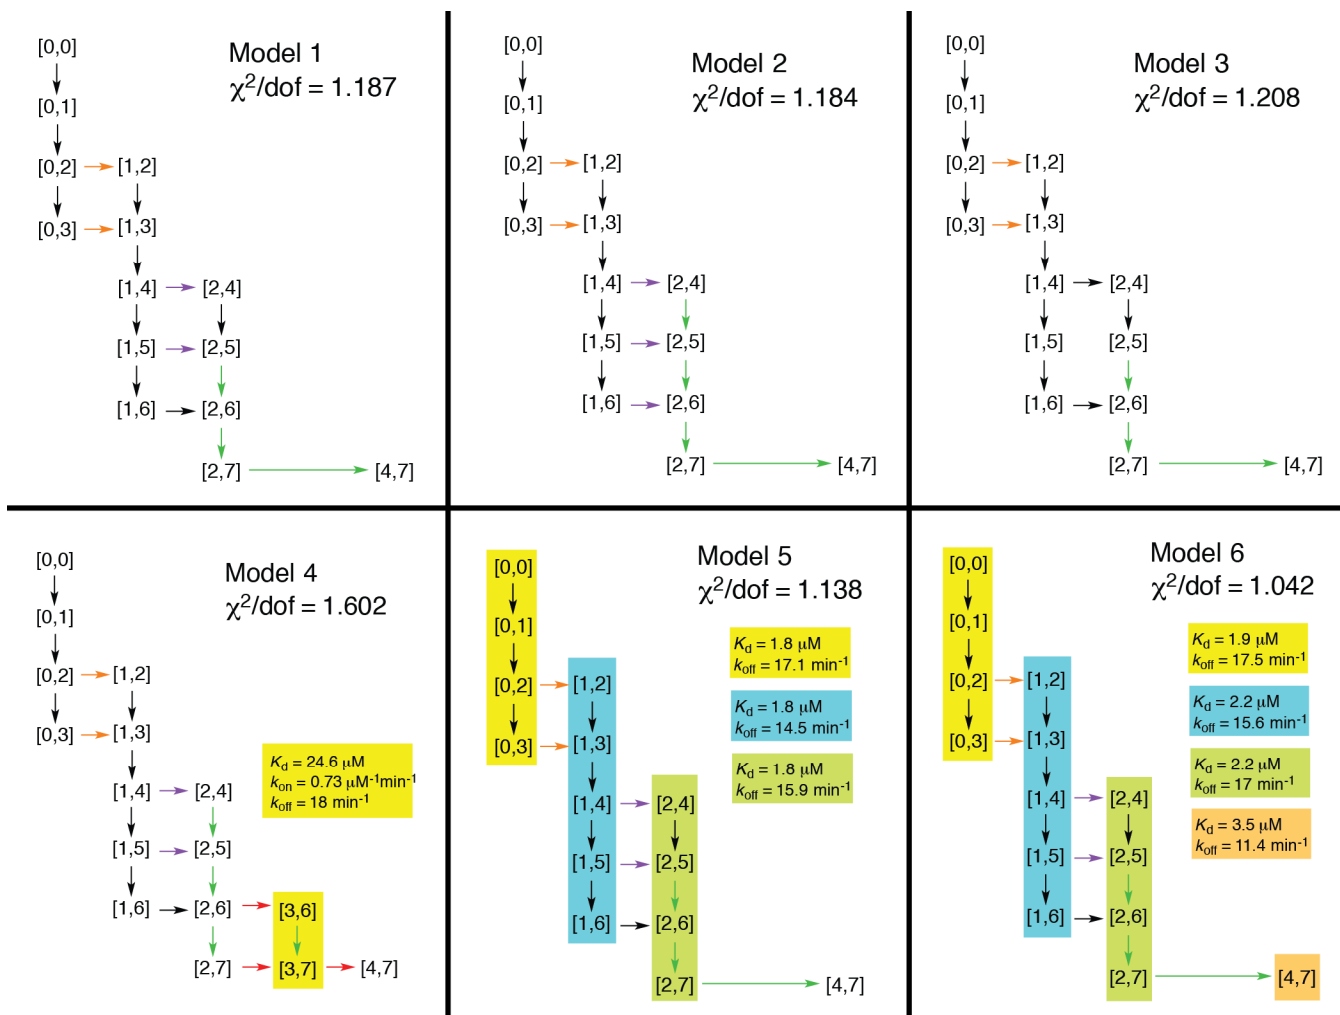 Model 1
χ²/dof = 1.187
[0,0]
[0,1]
[0,2] [1,2]
[0,3] [1,3]
[1,4] [2,4]
[1,5] [2,5]
[1,6] [2,6]
[2,7] [4,7]
Model 2
χ²/dof = 1.184
[0,0]
[0,1]
[0,2] [1,2]
[0,3] [1,3]
[1,4] [2,4]
[1,5] [2,5]
[1,6] [2,6]
[2,7] [4,7]
Model 3
χ²/dof = 1.208
[0,0]
[0,1]
[0,2] [1,2]
[0,3] [1,3]
[1,4] [2,4]
[1,5] [2,5]
[1,6] [2,6]
[2,7] [4,7]
Model 4
χ²/dof = 1.602
[0,0]
[0,1]
[0,2] [1,2]
[0,3] [1,3]
Kd = 24.6 μM
kon = 0.73 μM⁻¹min⁻¹
koff = 18 min⁻¹
[1,4] [2,4]
[1,5] [2,5]
[1,6] [2,6] [3,6]
[2,7] [3,7] [4,7]
Model 5
χ²/dof = 1.138
[0,0]
[0,1]
[0,2] [1,2]
[0,3] [1,3]
Kd = 1.8 μM
koff = 17.1 min⁻¹
Kd = 1.8 μM
koff = 14.5 min⁻¹
Kd = 1.8 μM
koff = 15.9 min⁻¹
[1,4] [2,4]
[1,5] [2,5]
[1,6] [2,6]
[2,7] [4,7]
Model 6
χ²/dof = 1.042
[0,0]
[0,1]
[0,2] [1,2]
[0,3] [1,3]
Kd = 1.9 μM
koff = 17.5 min⁻¹
Kd = 2.2 μM
koff = 15.6 min⁻¹
Kd = 2.2 μM
koff = 17 min⁻¹
Kd = 3.5 μM
koff = 11.4 min⁻¹
[1,4] [2,4]
[1,5] [2,5]
[1,6] [2,6]
[2,7] [4,7]